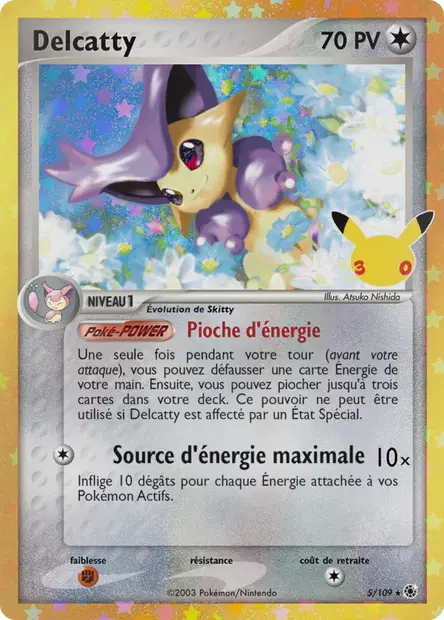 Delcatty 70 PV
3 0
NIVEAU 1
Illus. Atsuko Nishida
Évolution de Skitty
Poké-POWER Pioche d'énergie
Une seule fois pendant votre tour (avant votre
attaque), vous pouvez défausser une carte Énergie de
votre main. Ensuite, vous pouvez piocher jusqu'à trois
cartes dans votre deck. Ce pouvoir ne peut être
utilisé si Delcatty est affecté par un État Spécial.
Source d'énergie maximale 10×
Inflige 10 dégâts pour chaque Énergie attachée à vos
Pokémon Actifs.
faiblesse résistance coût de retraite
©2003 Pokémon/Nintendo 5/109 ★